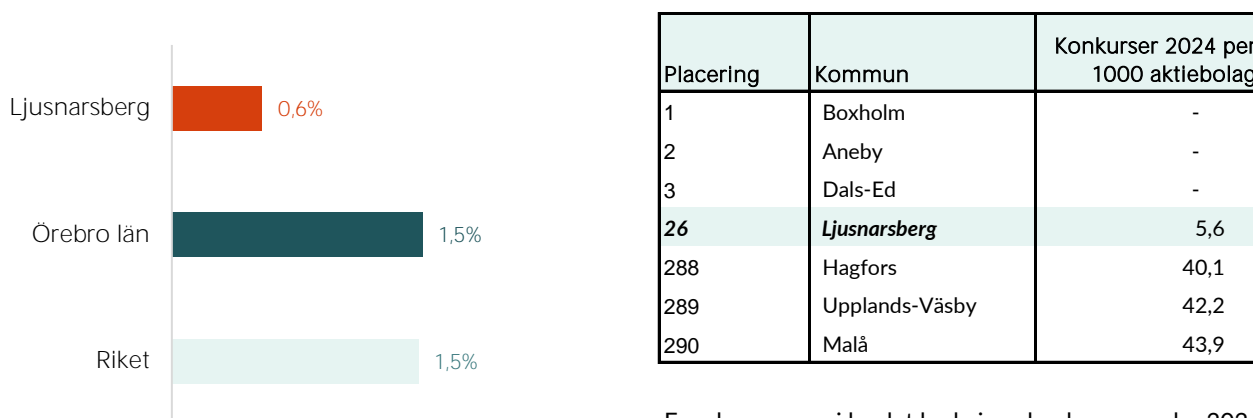 Ljusnarsberg 0,6%
Örebro län 1,5%
Riket 1,5%
Placering Kommun Konkurser 2024 per
1000 aktiebolag
1 Boxholm -
2 Aneby -
3 Dals-Ed -
26 Ljusnarsberg 5,6
288 Hagfors 40,1
289 Upplands-Väsby 42,2
290 Malå 43,9